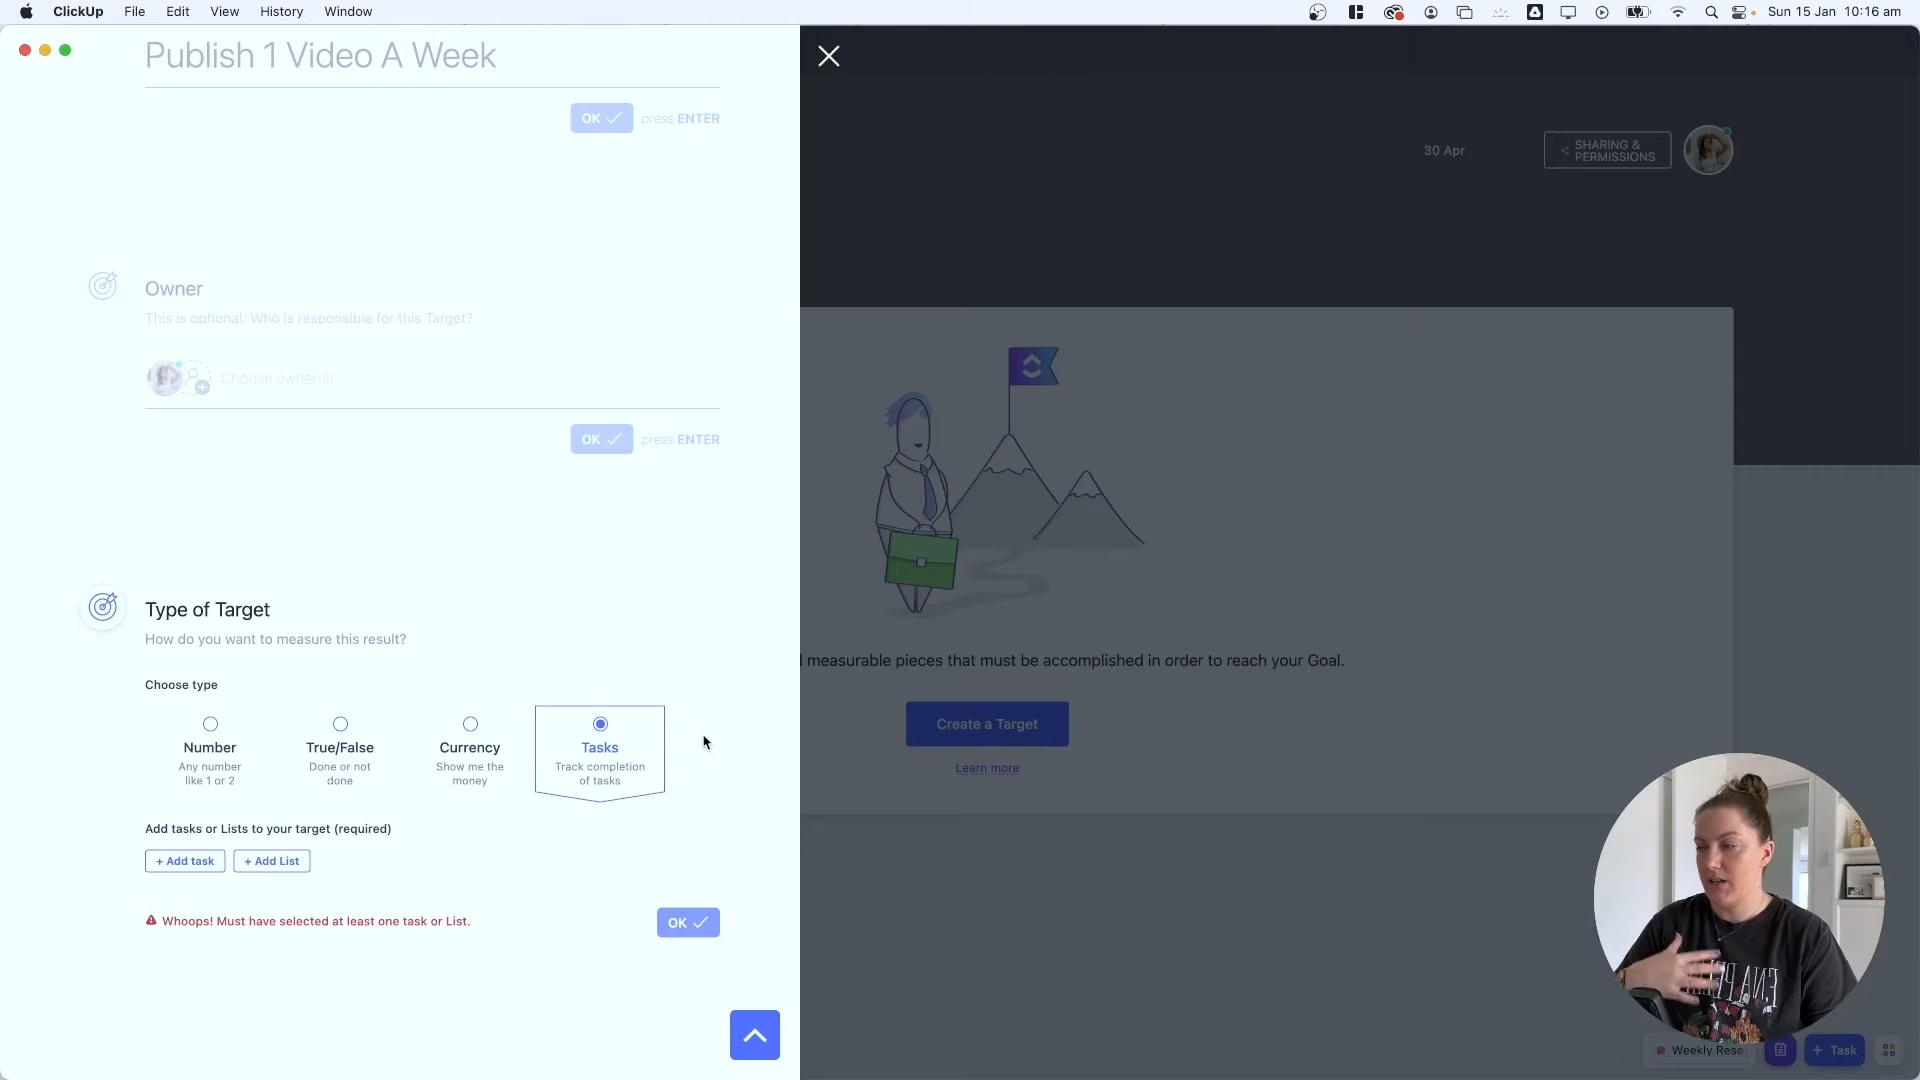 ClickUp File Edit View History Window
Sun 15 Jan 10:16 am
Publish 1 Video A Week
OK press ENTER
30 Apr
SHARING &
PERMISSIONS
Owner
This is optional. Who is responsible for this Target?
Choose owner(s)
OK press ENTER
Type of Target
How do you want to measure this result?
measurable pieces that must be accomplished in order to reach your Goal.
Choose type
Create a Target
Learn more
Number
Any number
like 1 or 2
True/False
Done or not
done
Currency
Show me the
money
Tasks
Track completion
of tasks
Add tasks or Lists to your target (required)
+ Add task
+ Add List
Whoops! Must have selected at least one task or List.
OK
Weekly Rese
+ Task